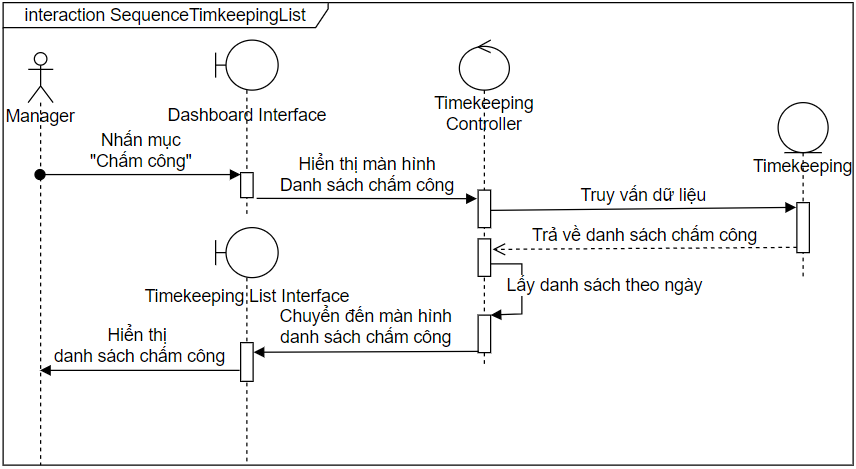 interaction SequenceTimkeepingList
Manager
Dashboard Interface
Timekeeping
Controller
Timekeeping
Nhấn mục
"Chấm công"
Hiển thị màn hình
Danh sách chấm công
Truy vấn dữ liệu
Trả về danh sách chấm công
Lấy danh sách theo ngày
Timekeeping List Interface
Chuyển đến màn hình
danh sách chấm công
Hiển thị
danh sách chấm công